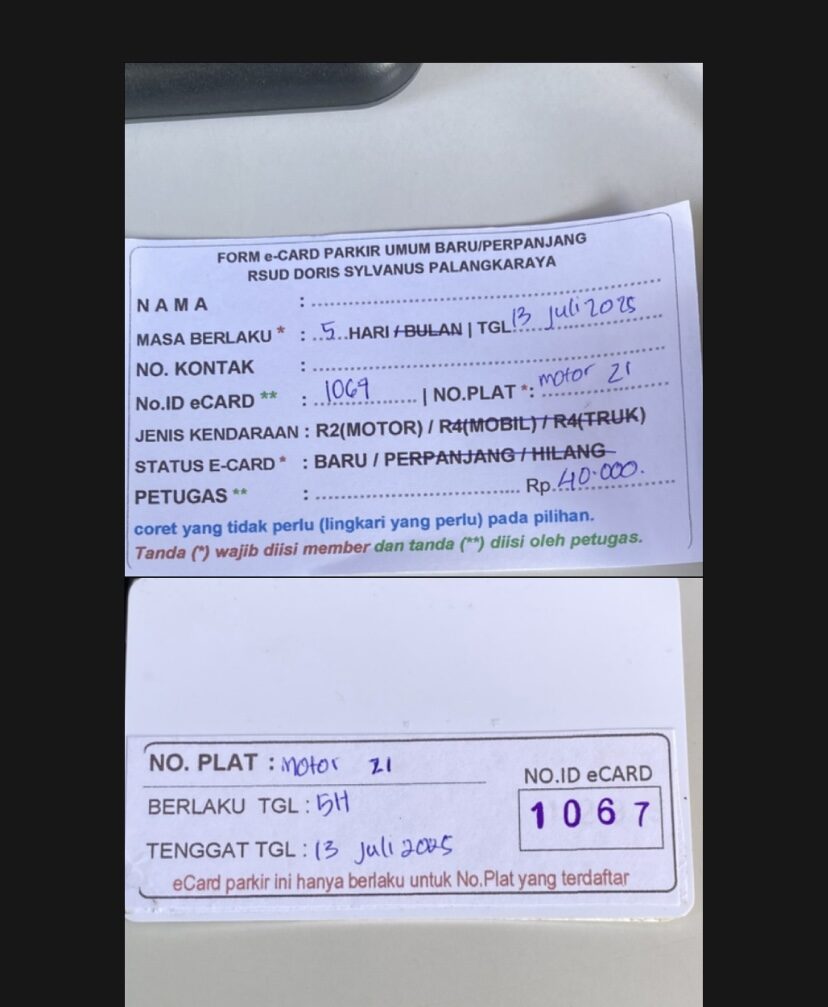 FORM e-CARD PARKIR UMUM BARU/PERPANJANG
RSUD DORIS SYLVANUS PALANGKARAYA
NAMA : ..............................
MASA BERLAKU * : ..5..HARI /BULAN | TGL 13 Juli 2025
NO. KONTAK : ..............................
No.ID eCARD ** : 1069 | NO.PLAT *: motor 21
JENIS KENDARAAN : R2(MOTOR) / R4(MOBIL) / R4(TRUK)
STATUS E-CARD * : BARU / PERPANJANG / HILANG
PETUGAS ** : .............................. Rp. 40.000.
coret yang tidak perlu (lingkari yang perlu) pada pilihan.
Tanda (*) wajib diisi member dan tanda (**) diisi oleh petugas.
NO. PLAT : Motor 21
NO.ID eCARD
BERLAKU TGL : 5H
1067
TENGGAT TGL : 13 Juli 2025
eCard parkir ini hanya berlaku untuk No.Plat yang terdaftar